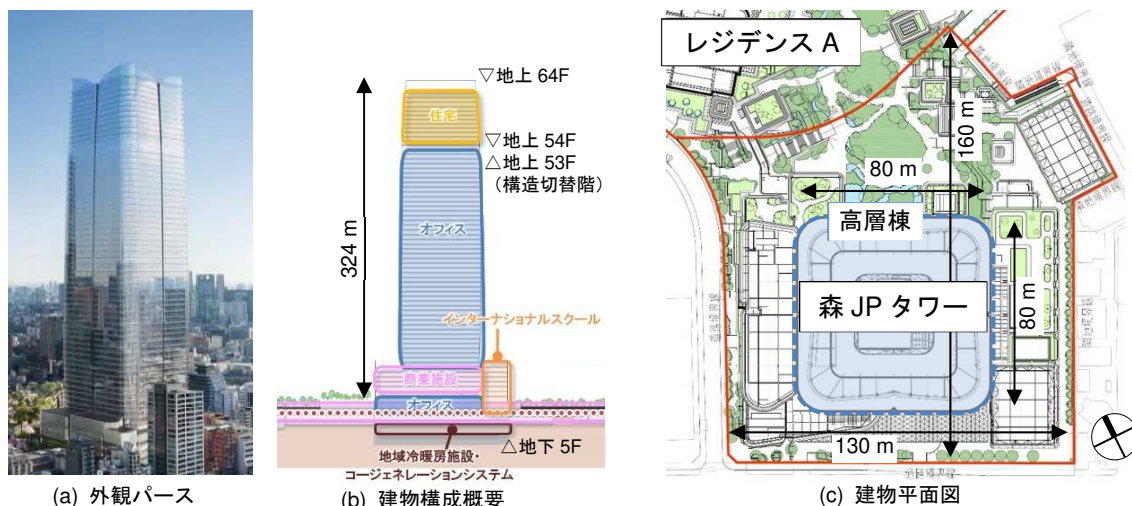 ▽地上 64F
住宅
▽地上 54F
△地上 53F
(構造切替階)
オフィス
324 m
インターナショナルスクール
商業施設
オフィス
△地下 5F
地域冷暖房施設・
コージェネレーションシステム
レジデンス A
160 m
80 m
高層棟
森 JP タワー
80 m
130 m
道路境界線
(a) 外観パース
(b) 建物構成概要
(c) 建物平面図